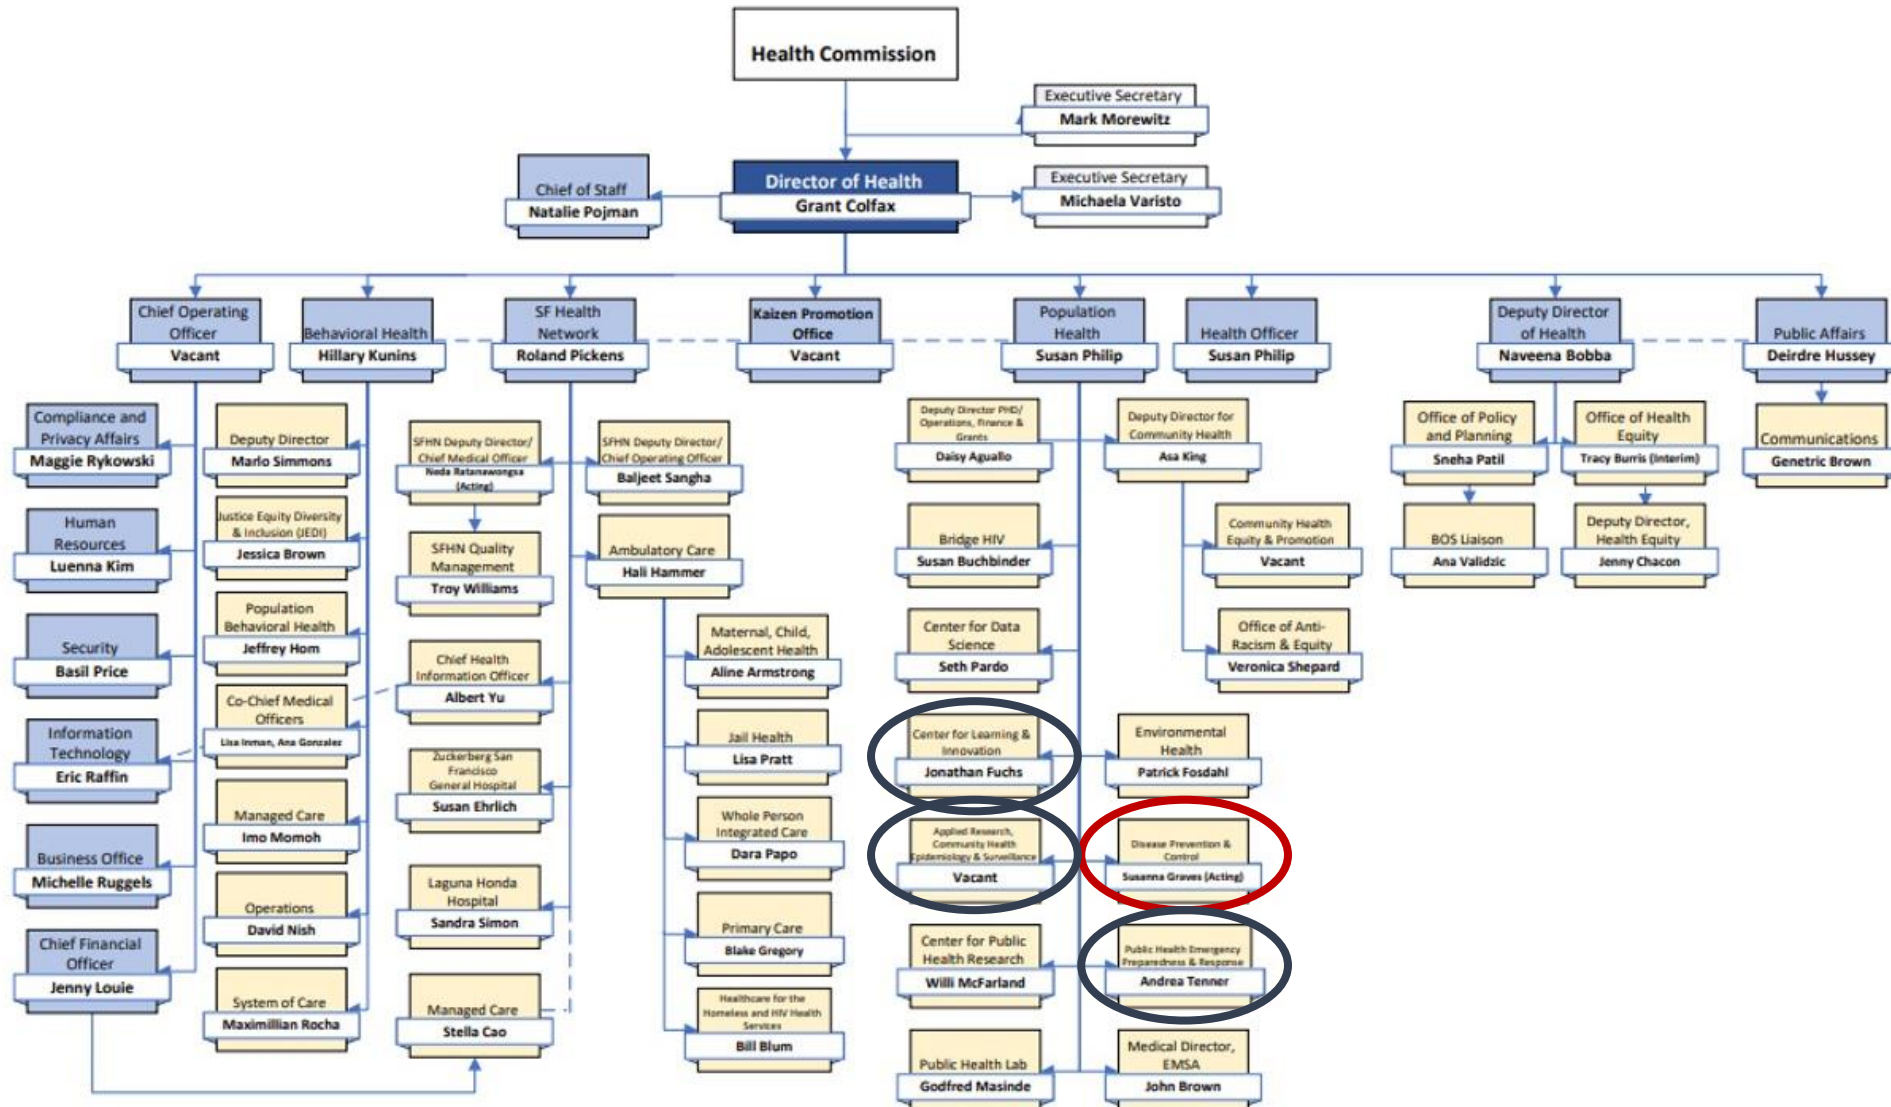 Health Commission
Executive Secretary
Mark Morewitz
Director of Health
Grant Colfax
Chief of Staff
Natalie Pojman
Executive Secretary
Michaela Varisto
Chief Operating
Officer
Vacant
Behavioral Health
Hillary Kunins
SF Health
Network
Roland Pickens
Kaizen Promotion
Office
Vacant
Population
Health
Susan Philip
Health Officer
Susan Philip
Deputy Director
of Health
Naveena Bobba
Public Affairs
Deirdre Hussey
Compliance and
Privacy Affairs
Maggie Rykowski
Human
Resources
Luenna Kim
Security
Basil Price
Information
Technology
Eric Raffin
Business Office
Michelle Ruggels
Chief Financial
Officer
Jenny Louie
Deputy Director
Marlo Simmons
Justice Equity Diversity
& Inclusion (JEDI)
Jessica Brown
Population
Behavioral Health
Jeffrey Hom
Co-Chief Medical
Officers
Lisa Inman, Ana Gonzalez
Managed Care
Imo Momoh
Operations
David Nish
System of Care
Maximillian Rocha
SFHN Deputy Director/
Chief Medical Officer
Neda Ratanawongsa
(Acting)
SFHN Quality
Management
Troy Williams
Chief Health
Information Officer
Albert Yu
Zuckerberg San
Francisco
General Hospital
Susan Ehrlich
Laguna Honda
Hospital
Sandra Simon
Managed Care
Stella Cao
SFHN Deputy Director/
Chief Operating Officer
Baljeet Sangha
Ambulatory Care
Hali Hammer
Maternal, Child,
Adolescent Health
Aline Armstrong
Jail Health
Lisa Pratt
Whole Person
Integrated Care
Dara Papo
Primary Care
Blake Gregory
Healthcare for the
Homeless and HIV Health
Services
Bill Blum
Deputy Director PHD/
Operations, Finance &
Grants
Daisy Aguallo
Bridge HIV
Susan Buchbinder
Center for Data
Science
Seth Pardo
Center for Learning &
Innovation
Jonathan Fuchs
Applied Research,
Community Health
Epidemiology & Surveillance
Vacant
Center for Public
Health Research
Willi McFarland
Public Health Lab
Godfred Masinde
Deputy Director for
Community Health
Asa King
Community Health
Equity & Promotion
Vacant
Office of Anti-
Racism & Equity
Veronica Shepard
Environmental
Health
Patrick Fosdahl
Disease Prevention &
Control
Susanna Graves (Acting)
Public Health Emergency
Preparedness & Response
Andrea Tenner
Medical Director,
EMSA
John Brown
Office of Policy
and Planning
Sneha Patil
BOS Liaison
Ana Validzic
Office of Health
Equity
Tracy Burris (Interim)
Deputy Director,
Health Equity
Jenny Chacon
Communications
Genetric Brown